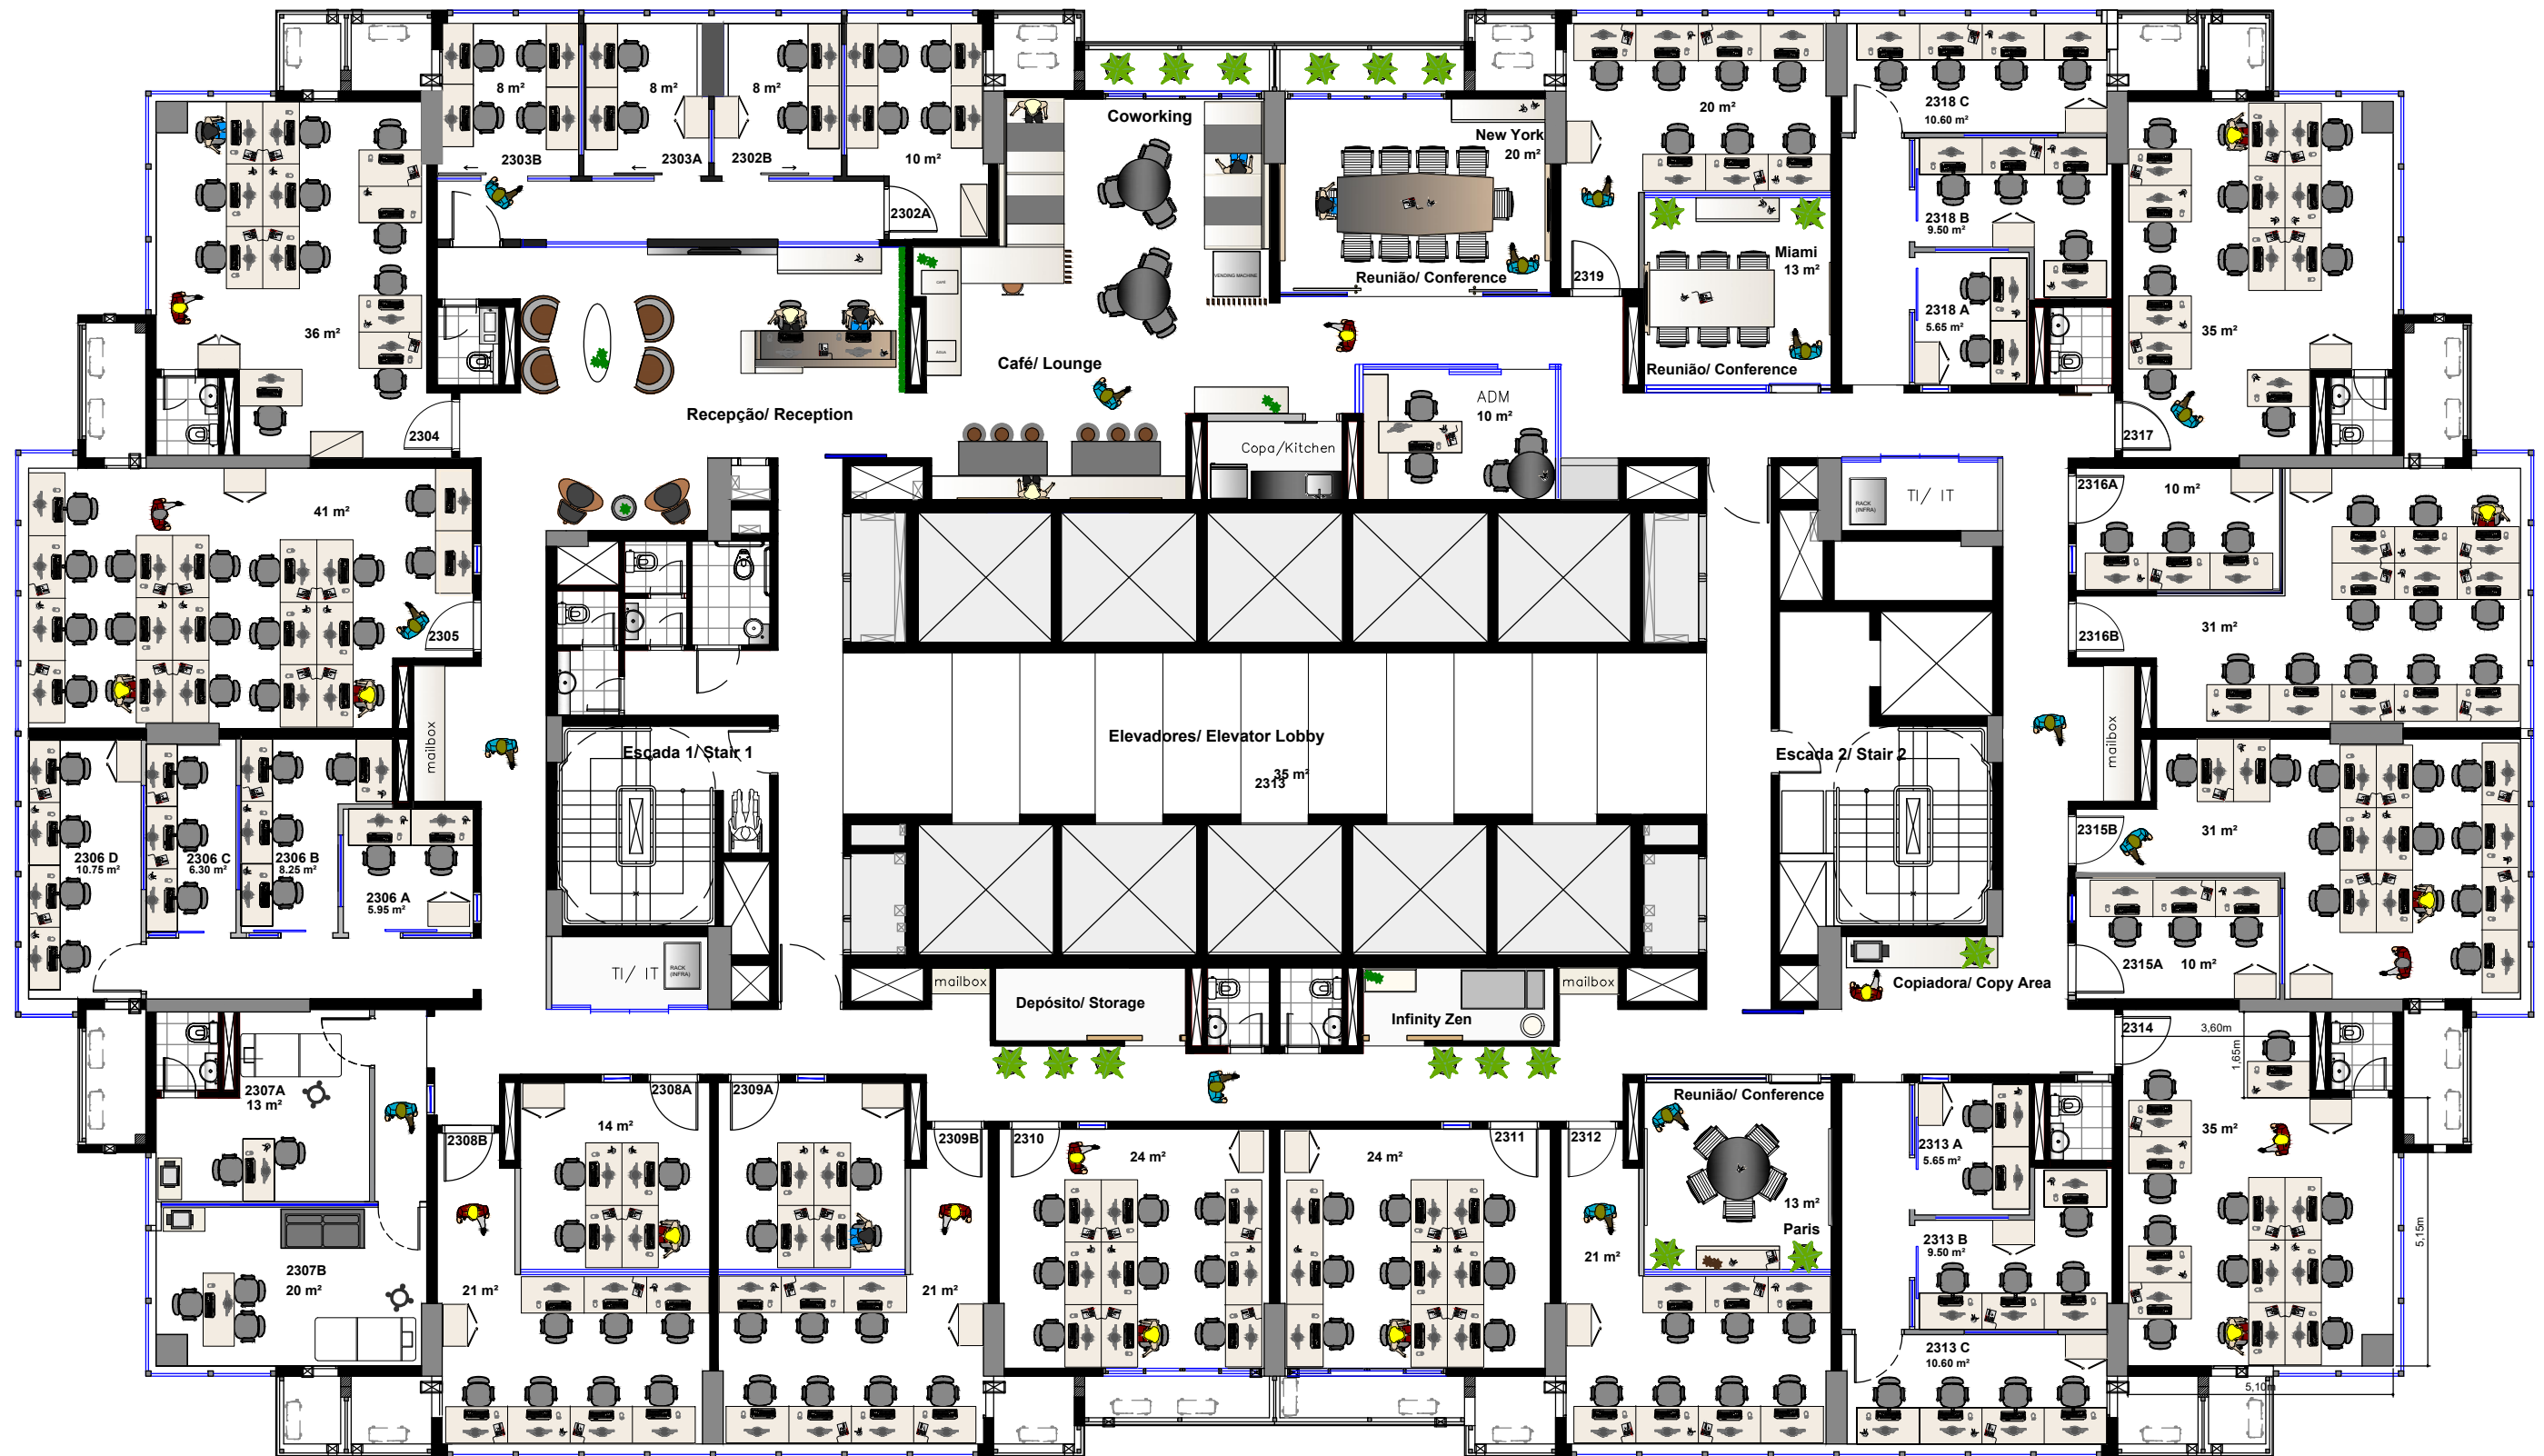 8 m²
8 m²
8 m²
10 m²
2303B
2303A
2302B
2302A
Coworking
New York
20 m²
Reunião/ Conference
20 m²
2319
Miami
13 m²
Reunião/ Conference
2318 C
10.60 m²
2318 B
9.50 m²
2318 A
5.65 m²
35 m²
2317
36 m²
2304
Recepção/ Reception
Café/ Lounge
CAFÉ
ÁGUA
VENDING MACHINE
Copa/Kitchen
ADM
10 m²
41 m²
2305
mailbox
TI/ IT
RACK
(INFRA)
2316A
10 m²
2316B
31 m²
mailbox
Escada 1/ Stair 1
Elevadores/ Elevator Lobby
35 m²
2313
Escada 2/ Stair 2
2315B
31 m²
2306 D
10.75 m²
2306 C
6.30 m²
2306 B
8.25 m²
2306 A
5.95 m²
TI/ IT
RACK
(INFRA)
mailbox
Depósito/ Storage
Infinity Zen
mailbox
Copiadora/ Copy Area
2315A
10 m²
2314
3,60m
1,65m
35 m²
5,15m
5,10m
2307A
13 m²
2307B
20 m²
2308B
21 m²
2308A
14 m²
2309A
2309B
21 m²
2310
24 m²
24 m²
2311
2312
21 m²
Reunião/ Conference
13 m²
Paris
2313 A
5.65 m²
2313 B
9.50 m²
2313 C
10.60 m²